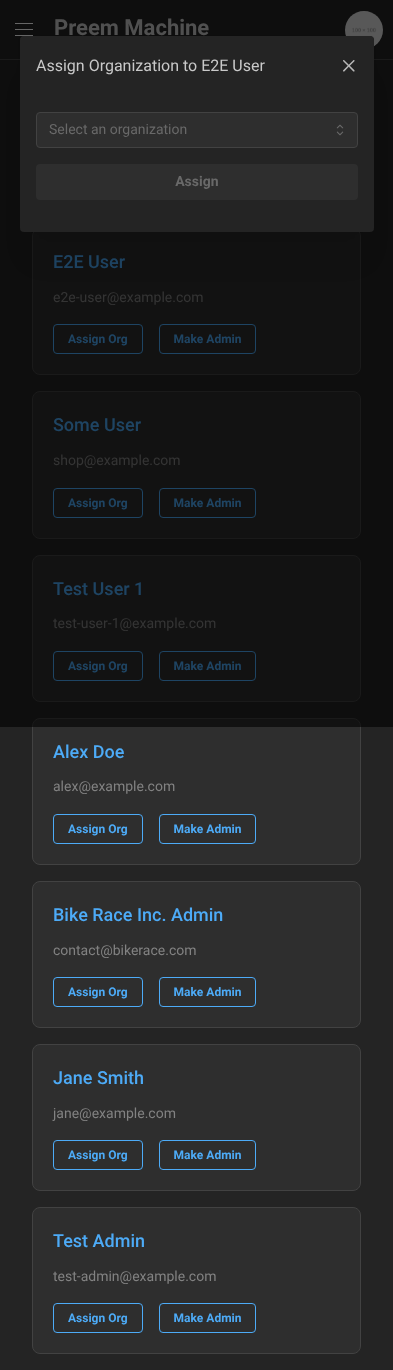 Preem Machine
Assign Organization to E2E User
Select an organization
Assign
E2E User
e2e-user@example.com
Assign Org
Make Admin
Some User
shop@example.com
Assign Org
Make Admin
Test User 1
test-user-1@example.com
Assign Org
Make Admin
Alex Doe
alex@example.com
Assign Org
Make Admin
Bike Race Inc. Admin
contact@bikerace.com
Assign Org
Make Admin
Jane Smith
jane@example.com
Assign Org
Make Admin
Test Admin
test-admin@example.com
Assign Org
Make Admin